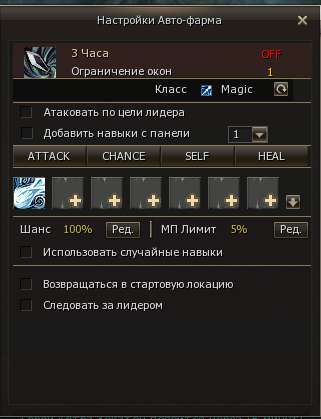 Настройки Авто-фарма
3 Часа OFF
Ограничение окон 1
Класс Magic
Атаковать по цели лидера
Добавить навыки с панели 1
ATTACK CHANCE SELF HEAL
Шанс 100% Ред. МП Лимит 5% Ред.
Использовать случайные навыки
Возвращаться в стартовую локацию
Следовать за лидером